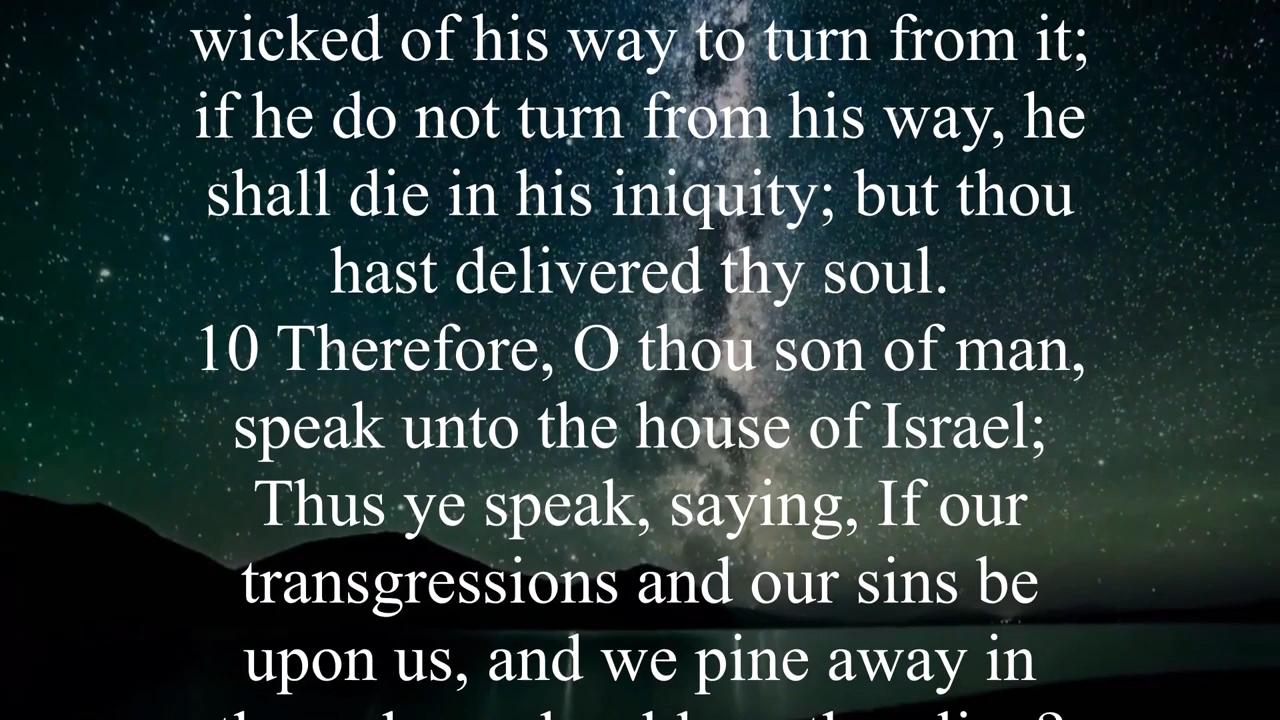 wicked of his way to turn from it;
if he do not turn from his way, he
shall die in his iniquity; but thou
hast delivered thy soul.
10 Therefore, O thou son of man,
speak unto the house of Israel;
Thus ye speak, saying, If our
transgressions and our sins be
upon us, and we pine away in